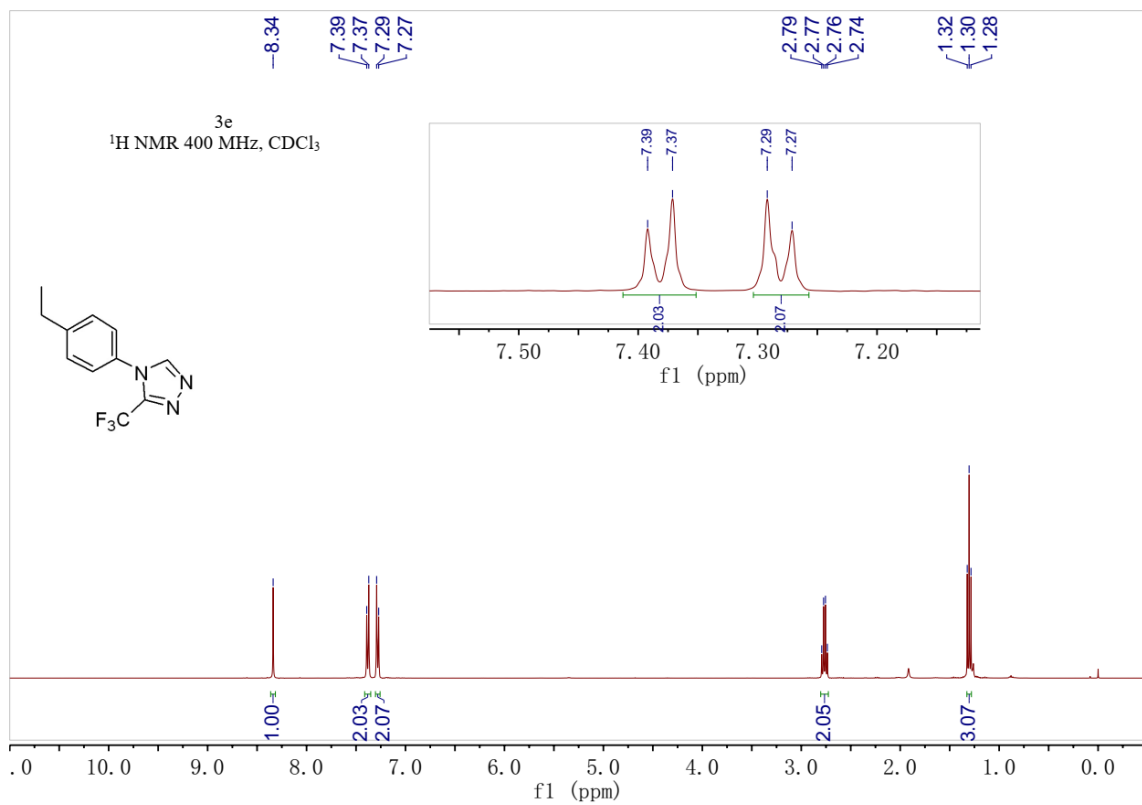 8.34
7.39
7.37
7.29
7.27
2.79
2.77
2.76
2.74
1.32
1.30
1.28
3e
¹H NMR 400 MHz, CDCl₃
7.39
7.37
7.29
7.27
2.03
2.07
7.50 7.40 7.30 7.20
f1 (ppm)
N
N
N
F₃C
1.00
2.03
2.07
2.05
3.07
.0 10.0 9.0 8.0 7.0 6.0 5.0 4.0 3.0 2.0 1.0 0.0
f1 (ppm)